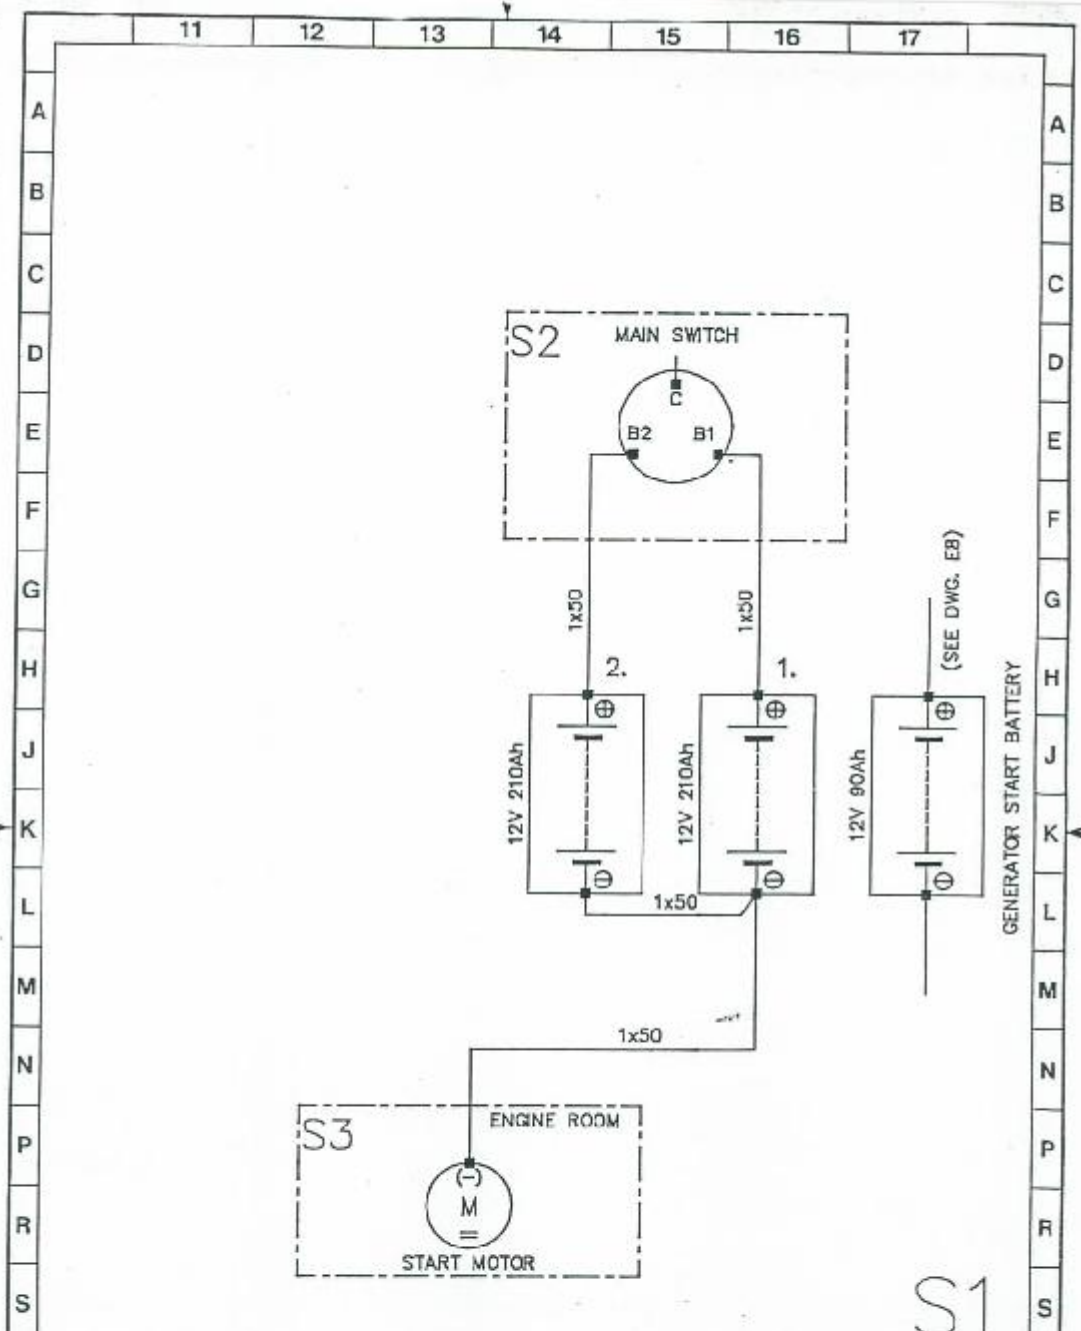 11 12 13 14 15 16 17
A A
B B
C C
D D
S2 MAIN SWITCH
C
E E
B2 B1
F F
G G
1x50 1x50 (SEE DWG. E8)
H H
2. 1.
J J
12V 210Ah 12V 210Ah 12V 90Ah GENERATOR START BATTERY
K K
L L
1x50
M M
1x50
N N
S3 ENGINE ROOM
P P
(-)
M
R R
START MOTOR
S S
S1